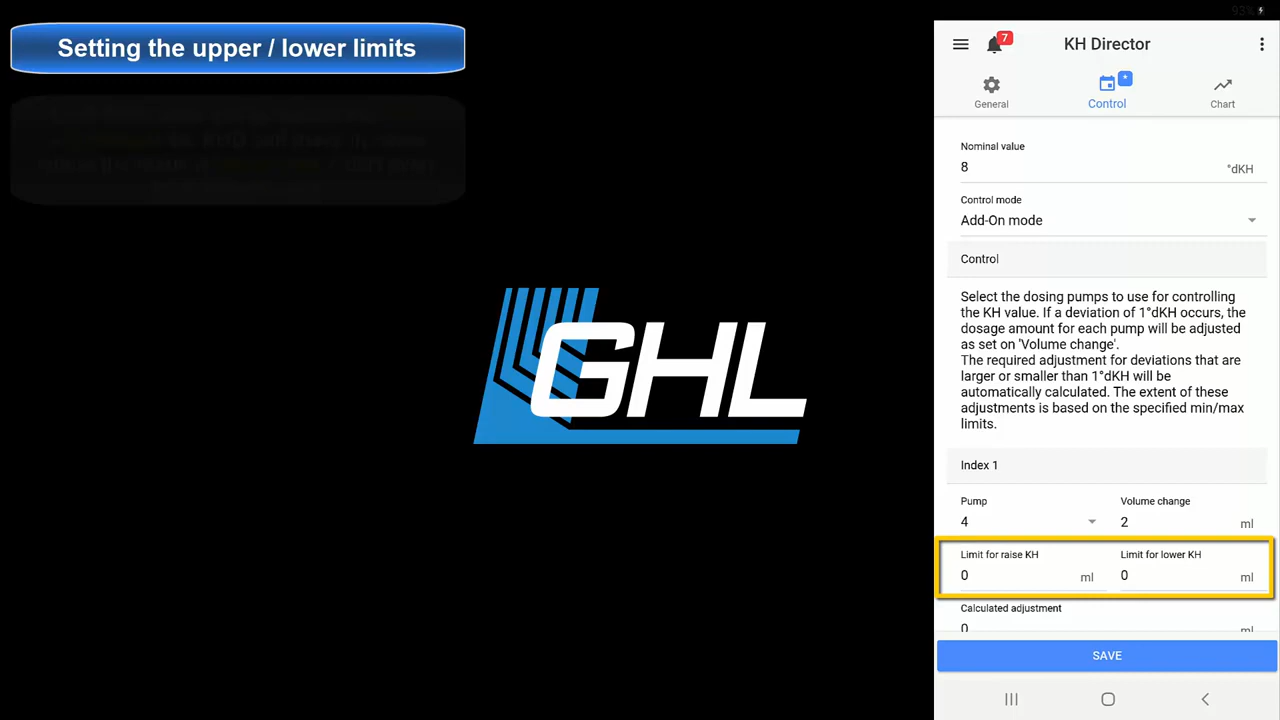 Setting the upper / lower limits
93%
7
KH Director
*
General
Control
Chart
Nominal value
8
°dKH
Control mode
Add-On mode
Control
Select the dosing pumps to use for controlling
the KH value. If a deviation of 1°dKH occurs, the
dosage amount for each pump will be adjusted
as set on 'Volume change'.
The required adjustment for deviations that are
larger or smaller than 1°dKH will be
automatically calculated. The extent of these
adjustments is based on the specified min/max
limits.
Index 1
Pump
Volume change
4
2 ml
Limit for raise KH
Limit for lower KH
0 ml
0 ml
Calculated adjustment
0 ml
SAVE
GHL